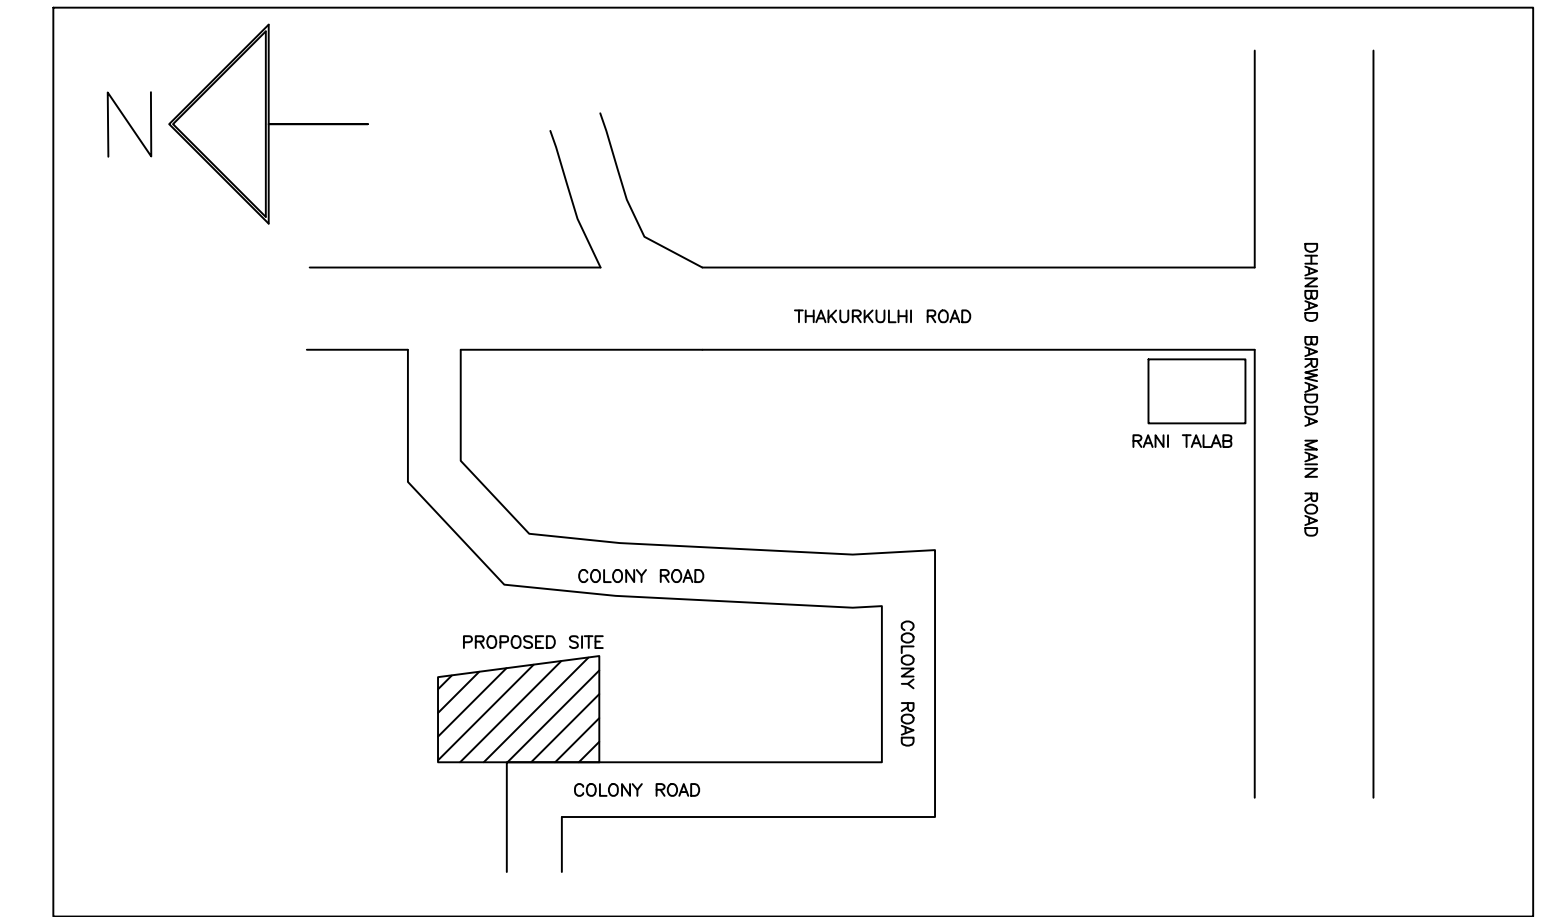 N
THAKURKULHI ROAD
DHANBAD BARWADDA MAIN ROAD
RANI TALAB
COLONY ROAD
PROPOSED SITE
COLONY ROAD
COLONY ROAD